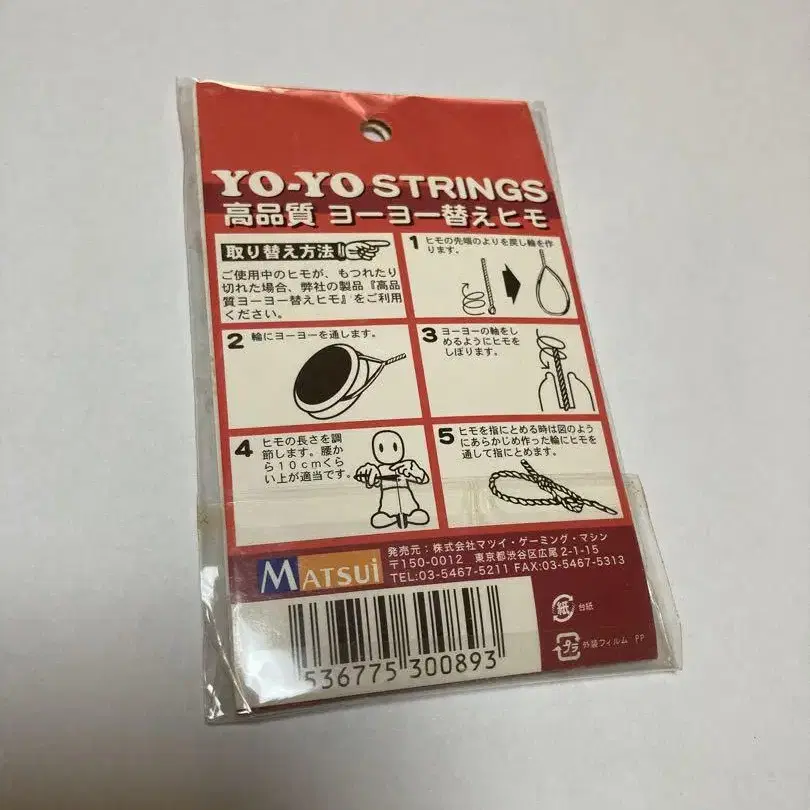 YO-YO STRINGS
高品質 ヨーヨー替えヒモ
取り替え方法
ご使用中のヒモが、もつれたり
切れた場合、弊社の製品『高品
質ヨーヨー替えヒモ』をご利用
ください。
1 ヒモの先端のよりを戻し輪を作
ります。
2 輪にヨーヨーを通します。
3 ヨーヨーの軸をし
めるようにヒモ
をしぼります。
4 ヒモの長さを調
節します。腰か
ら10cmくら
い上が適当です。
5 ヒモを指にとめる時は図のよう
にあらかじめ作った輪にヒモを
通して指にとめます。
MATSUi
発売元:株式会社マツイ・ゲーミング・マシン
〒150-0012 東京都渋谷区広尾2-1-15
TEL:03-5467-5211 FAX:03-5467-5313
536775 300893
紙 台紙
プラ 外装フィルム PP